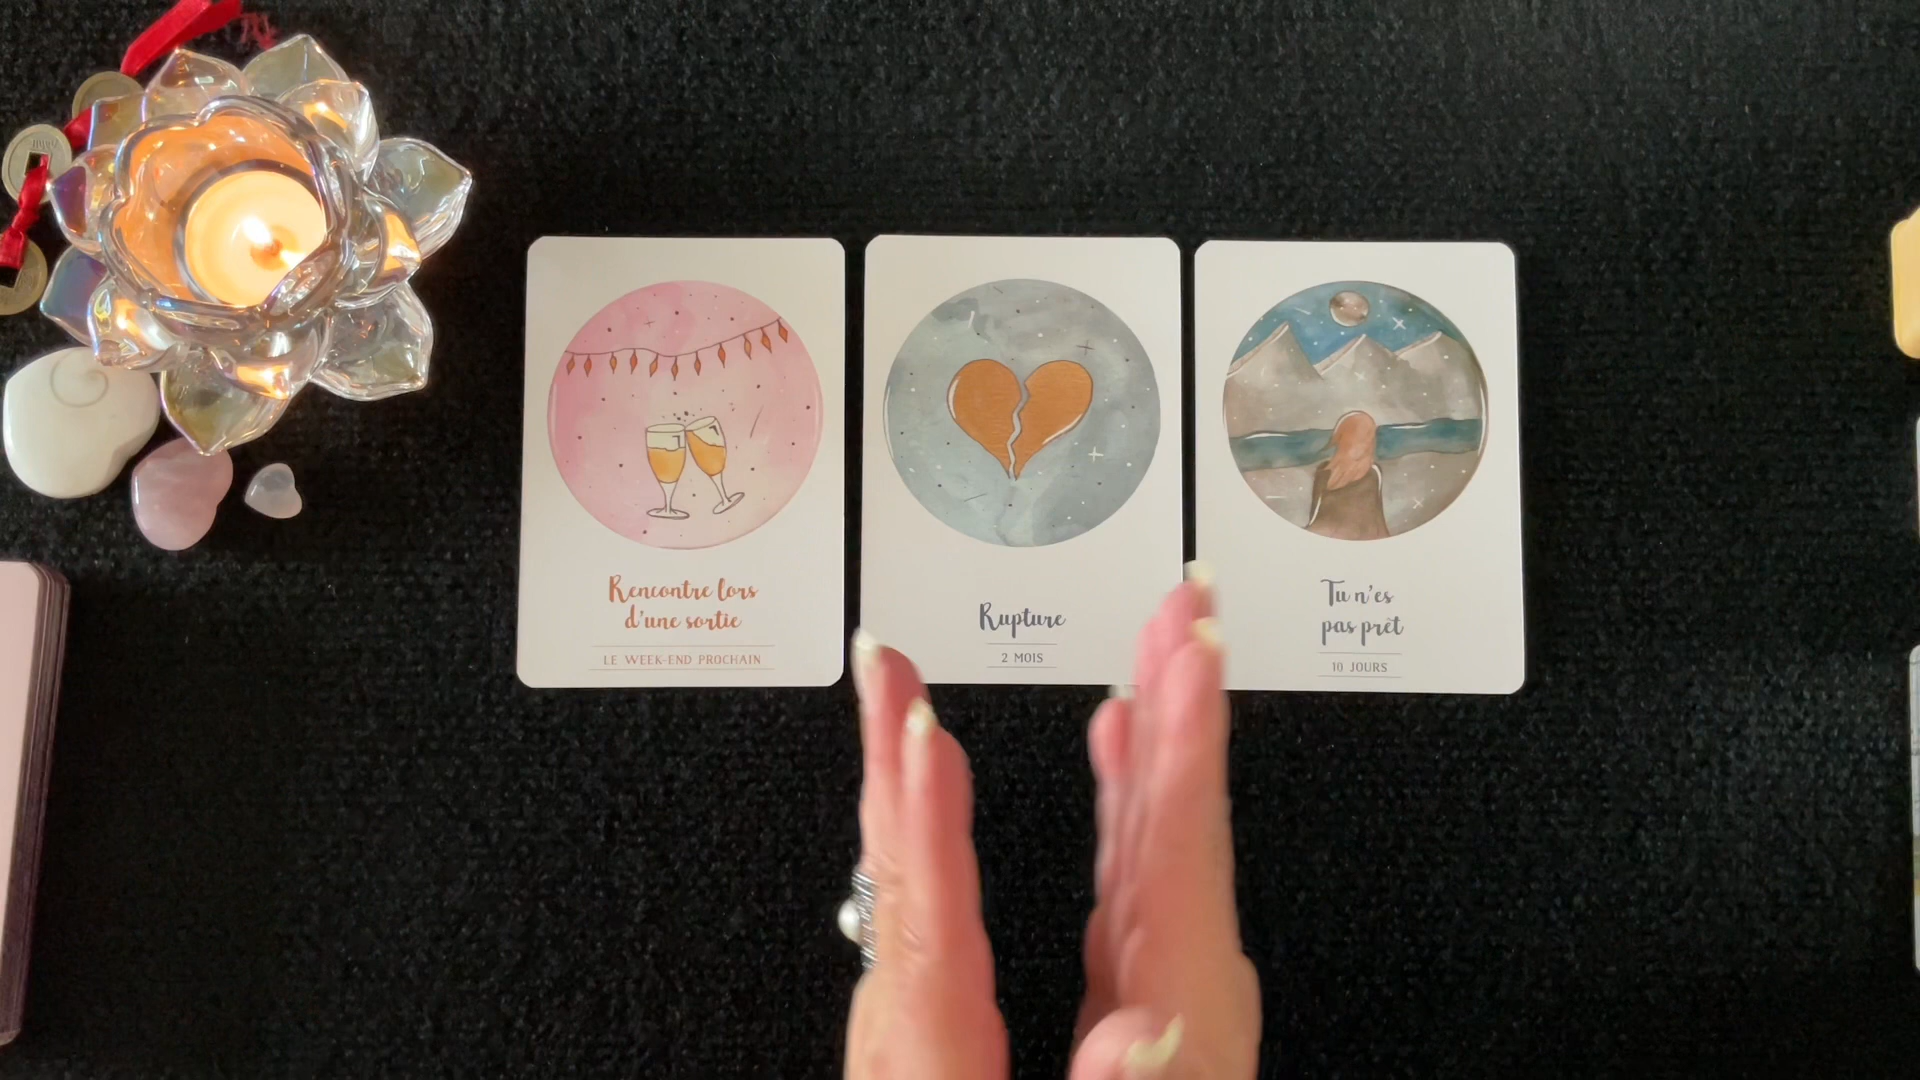 Rencontre lors
d'une sortie
LE WEEK-END PROCHAIN
Rupture
2 MOIS
Tu n'es
pas prêt
10 JOURS